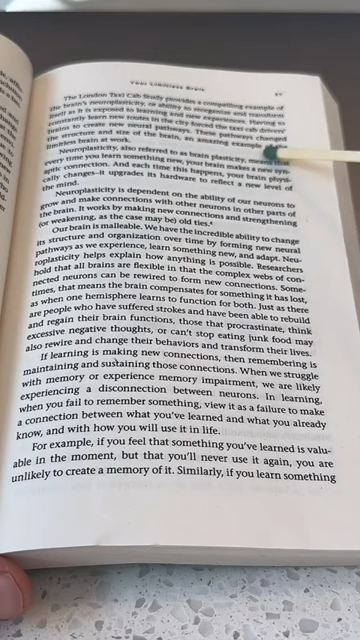 Your Limitless Brain
The London Taxi Cab Study provides a compelling example of
the brain's neuroplasticity, or ability to reorganize and transform
itself as it is exposed to learning and new experiences. Having to
constantly learn new routes in the city forced the taxi cab drivers'
brains to create new neural pathways. These pathways changed
the structure and size of the brain, an amazing example of the
limitless brain at work.
Neuroplasticity, also referred to as brain plasticity, means
every time you learn something new, your brain makes a new syn-
aptic connection. And each time this happens, your brain physi-
cally changes—it upgrades its hardware to reflect a new level of
the mind.
Neuroplasticity is dependent on the ability of our neurons to
grow and make connections with other neurons in other parts of
the brain. It works by making new connections and strengthening
(or weakening, as the case may be) old ties.
Our brain is malleable. We have the incredible ability to change
its structure and organization over time by forming new neural
pathways as we experience, learn something new, and adapt. Neu-
roplasticity helps explain how anything is possible. Researchers
hold that all brains are flexible in that the complex webs of con-
nected neurons can be rewired to form new connections. Some-
times, that means the brain compensates for something it has lost,
as when one hemisphere learns to function for both. Just as there
are people who have suffered strokes and have been able to rebuild
and regain their brain functions, those that procrastinate, think
excessive negative thoughts, or can't stop eating junk food may
also rewire and change their behaviors and transform their lives.
If learning is making new connections, then remembering is
maintaining and sustaining those connections. When we struggle
with memory or experience memory impairment, we are likely
experiencing a disconnection between neurons. In learning,
when you fail to remember something, view it as a failure to make
a connection between what you've learned and what you already
know, and with how you will use it in life.
For example, if you feel that something you've learned is valu-
able in the moment, but that you'll never use it again, you are
unlikely to create a memory of it. Similarly, if you learn something